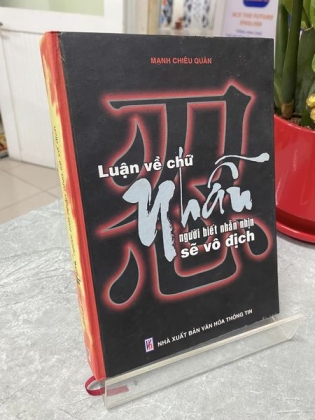 MẠNH CHIÊU QUÂN
忍
Luận về chữ
Nhẫn
người biết nhẫn nhịn
sẽ vô địch
NHÀ XUẤT BẢN VĂN HÓA THÔNG TIN